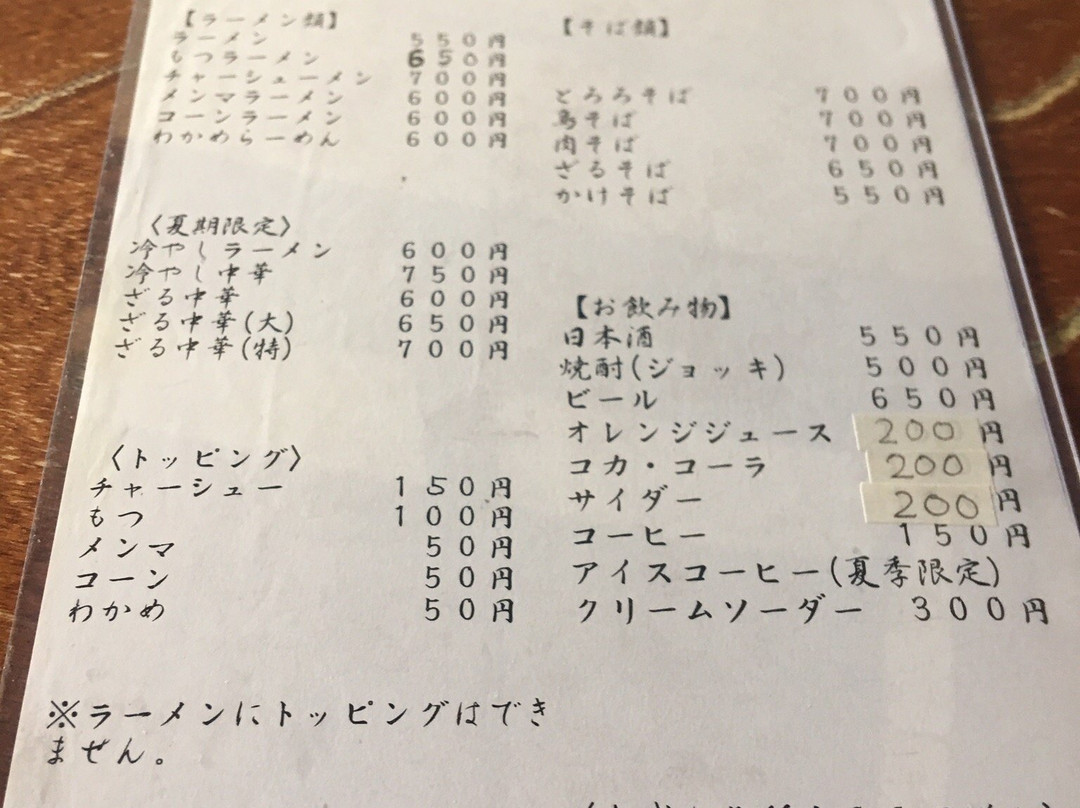 【ラーメン類】
ラーメン 550円
もつラーメン 650円
チャーシューメン 700円
メンマラーメン 600円
コーンラーメン 600円
わかめらーめん 600円
〈夏期限定〉
冷やしラーメン 600円
冷やし中華 750円
ざる中華 600円
ざる中華(大) 650円
ざる中華(特) 700円
〈トッピング〉
チャーシュー 150円
もつ 100円
メンマ 50円
コーン 50円
わかめ 50円
※ラーメンにトッピングはでき
ません。
【そば類】
とろろそば 700円
鳥そば 700円
肉そば 700円
ざるそば 650円
かけそば 550円
【お飲み物】
日本酒 550円
焼酎(ジョッキ) 500円
ビール 650円
オレンジジュース 200円
コカ・コーラ 200円
サイダー 200円
コーヒー 150円
アイスコーヒー(夏季限定)
クリームソーダー 300円